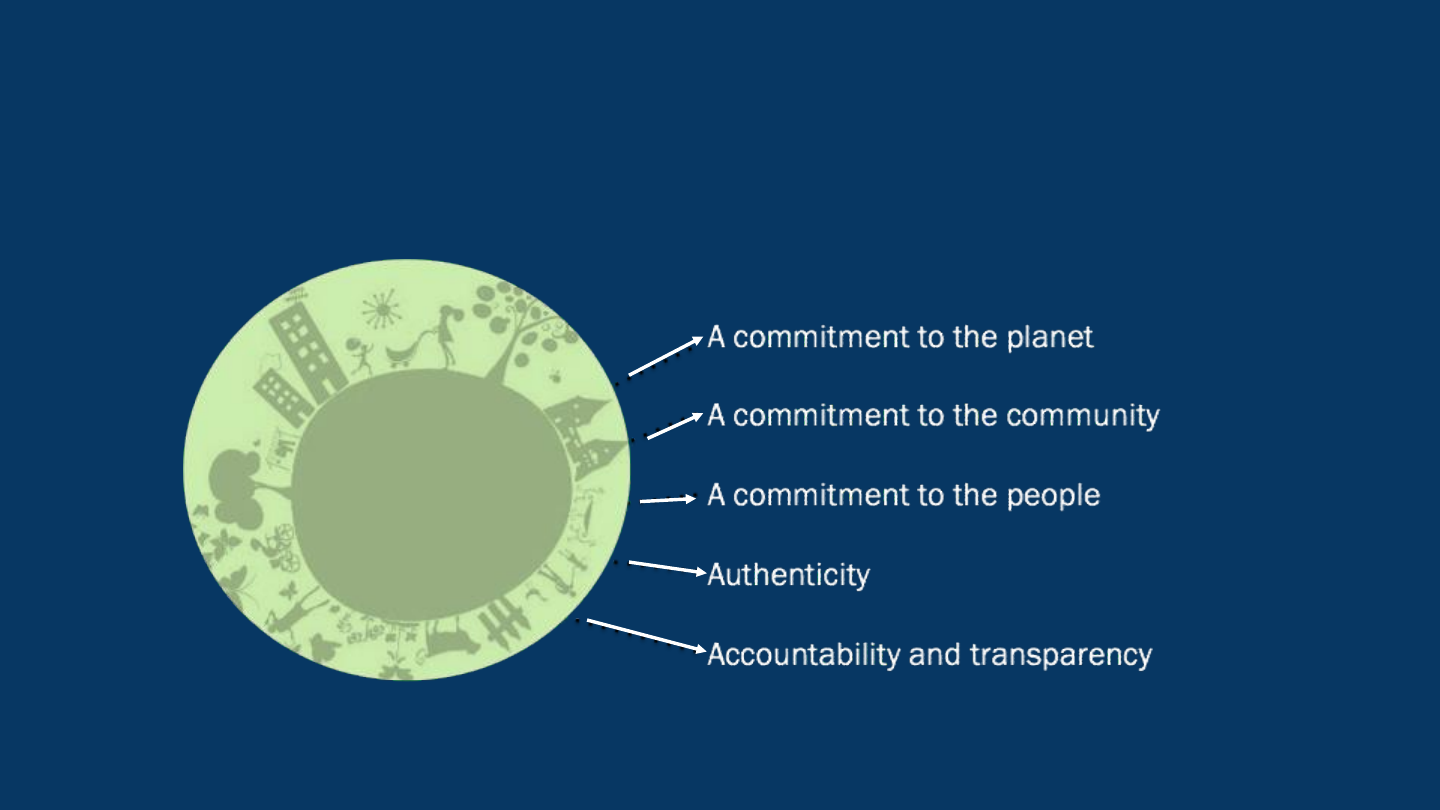 A commitment to the planet
A commitment to the community
A commitment to the people
Authenticity
Accountability and transparency